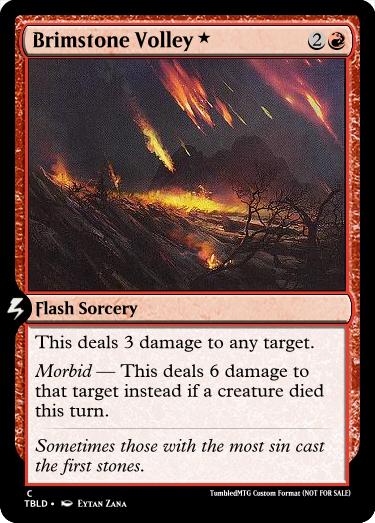 Brimstone Volley ★ 2
Flash Sorcery
This deals 3 damage to any target.
Morbid — This deals 6 damage to
that target instead if a creature died
this turn.
Sometimes those with the most sin cast
the first stones.
C TumbledMTG Custom Format (NOT FOR SALE)
TBLD • Eytan Zana